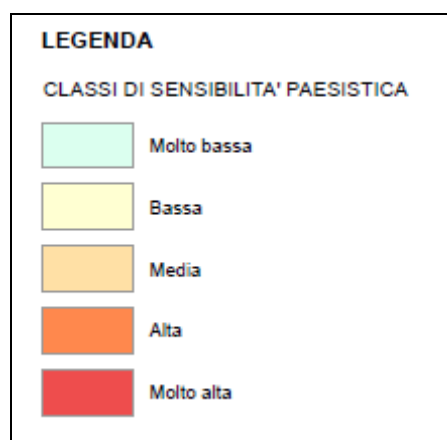 LEGENDA
CLASSI DI SENSIBILITA' PAESISTICA
Molto bassa
Bassa
Media
Alta
Molto alta